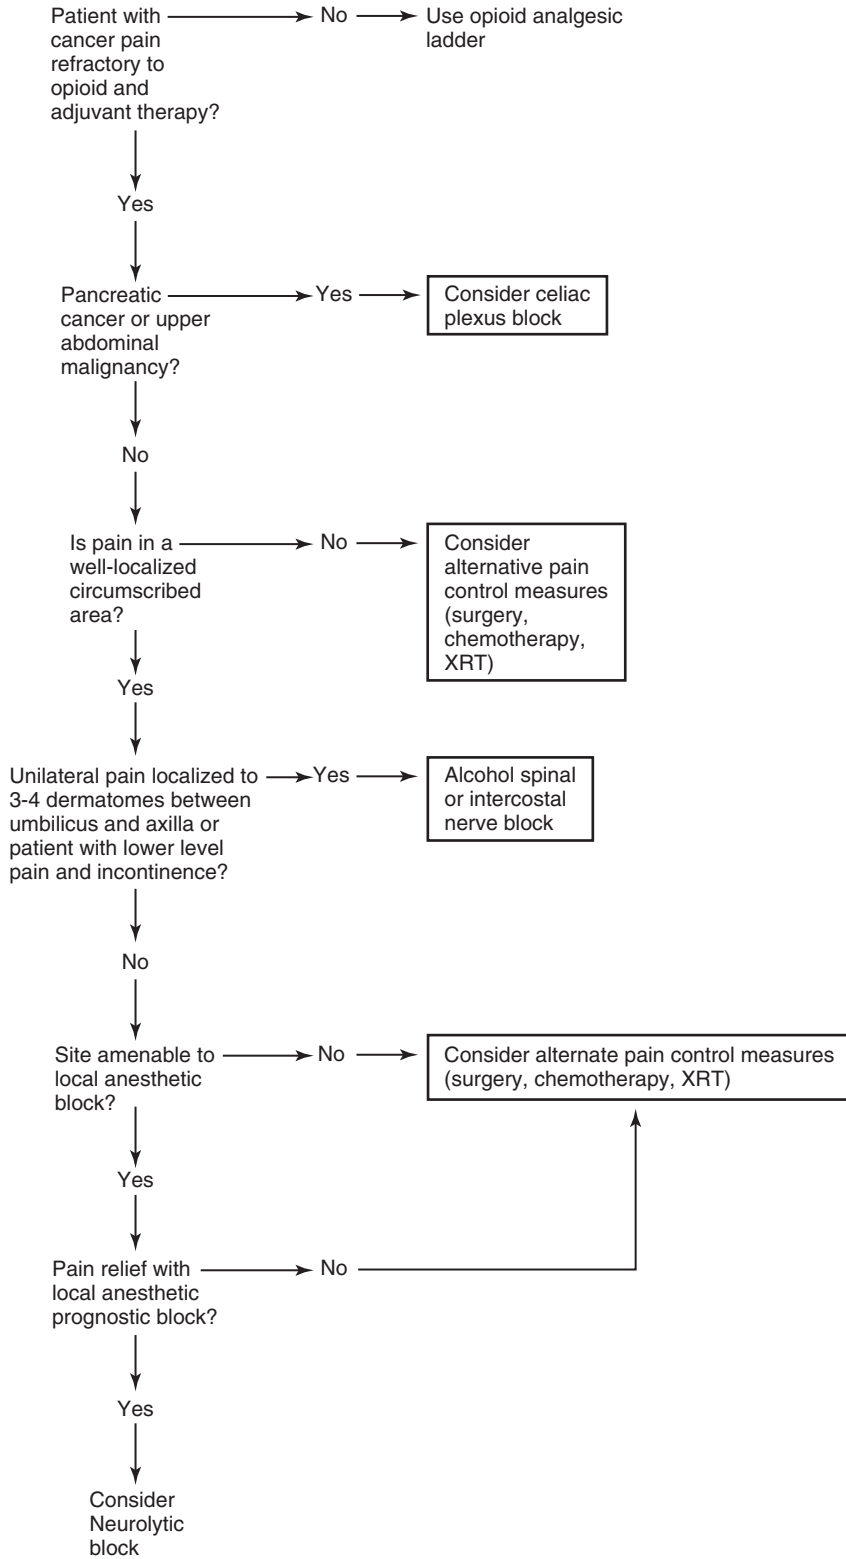 Patient with
cancer pain
refractory to
opioid and
adjuvant therapy?
No
Use opioid analgesic
ladder
Yes
Pancreatic
cancer or upper
abdominal
malignancy?
Yes
Consider celiac
plexus block
No
Is pain in a
well-localized
circumscribed
area?
No
Consider
alternative pain
control measures
(surgery,
chemotherapy,
XRT)
Yes
Unilateral pain localized to
3-4 dermatomes between
umbilicus and axilla or
patient with lower level
pain and incontinence?
Yes
Alcohol spinal
or intercostal
nerve block
No
Site amenable to
local anesthetic
block?
No
Consider alternate pain control measures
(surgery, chemotherapy, XRT)
Yes
Pain relief with
local anesthetic
prognostic block?
No
Yes
Consider
Neurolytic
block